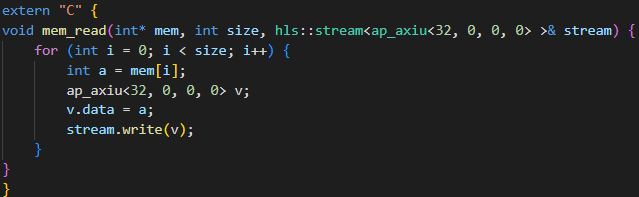 extern "C" {
void mem_read(int* mem, int size, hls::stream<ap_axiu<32, 0, 0, 0> >& stream) {
    for (int i = 0; i < size; i++) {
        int a = mem[i];
        ap_axiu<32, 0, 0, 0> v;
        v.data = a;
        stream.write(v);
    }
}
}